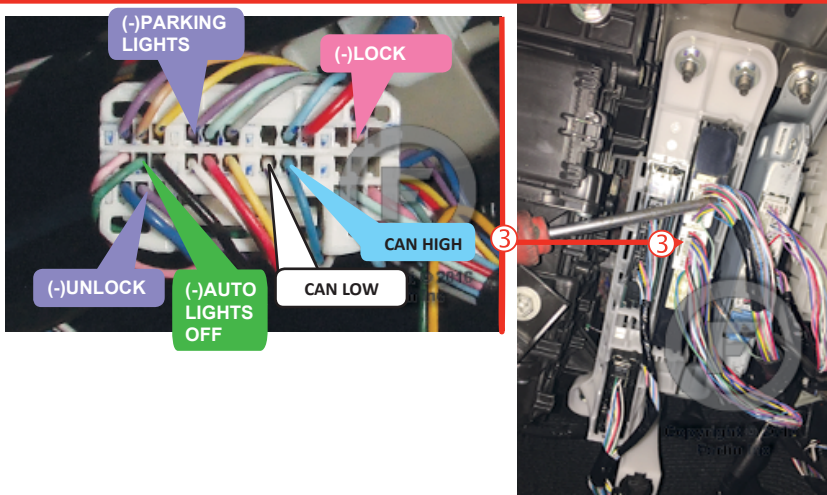 (-)PARKING
LIGHTS
(-)LOCK
CAN HIGH
(-)UNLOCK
(-)AUTO
LIGHTS
OFF
CAN LOW
3
3